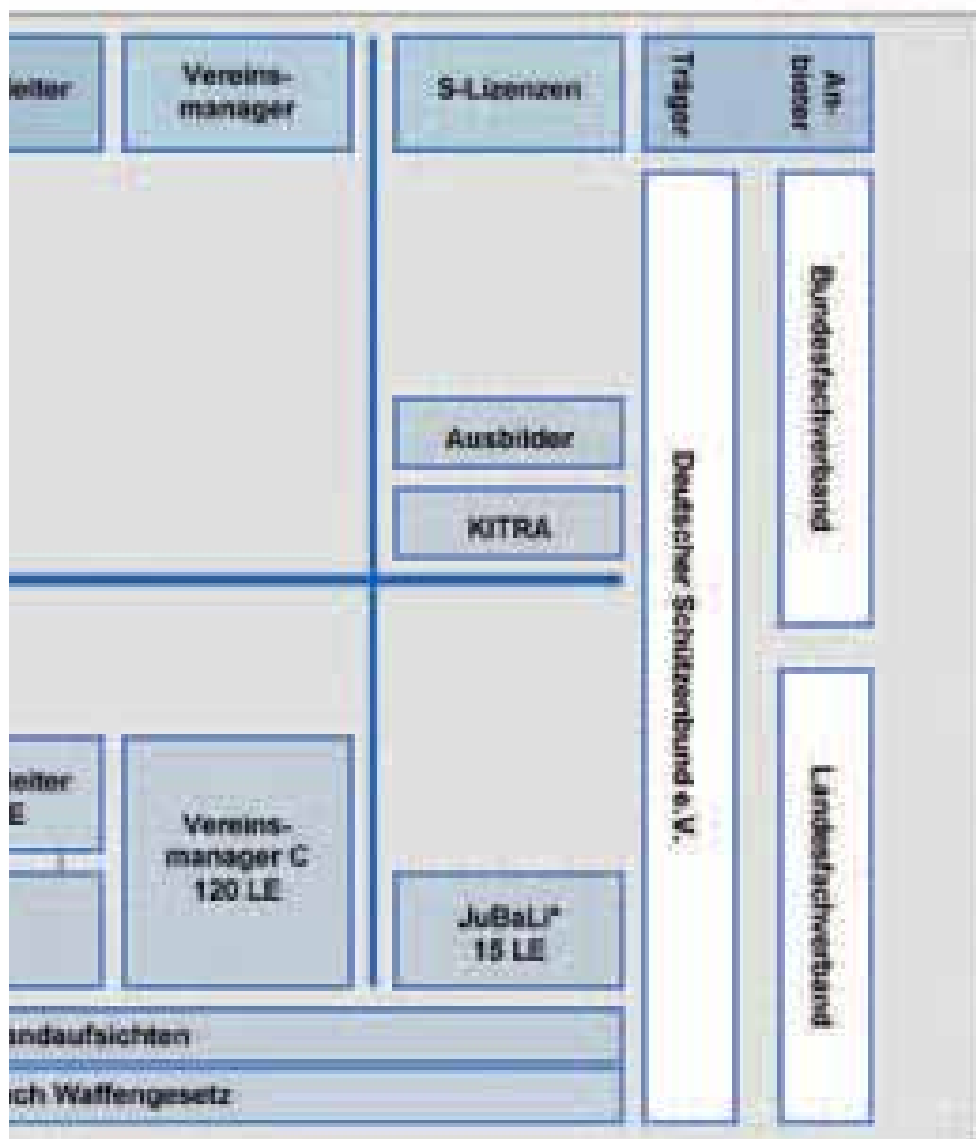 leiter
Vereins-
manager
S-Lizenzen
Träger
An-
bieter
Ausbilder
KITRA
Deutscher Schützenbund e.V.
Bundesfachverband
leiter
E
Vereins-
manager C
120 LE
JuBaLi*
15 LE
Landesfachverband
andaufsichten
ch Waffengesetz